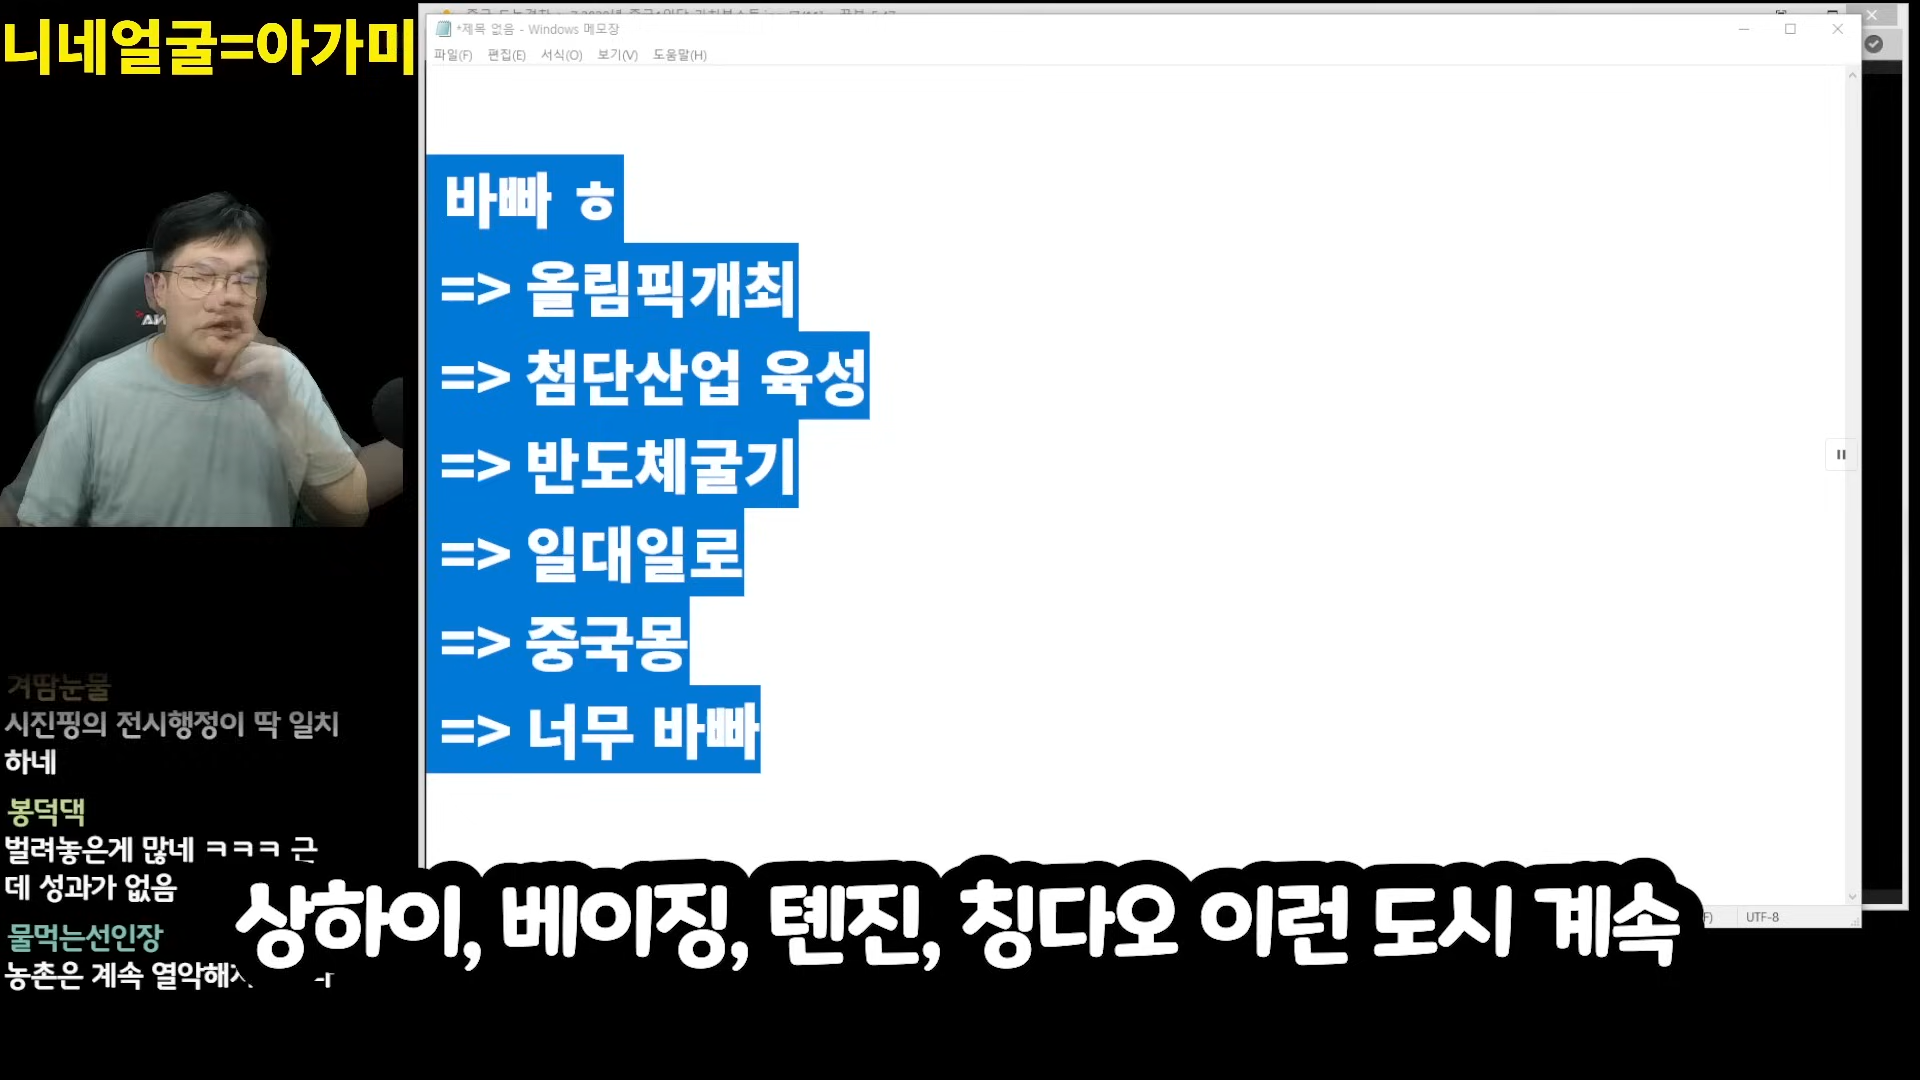 니네얼굴=아가미
*제목 없음 - Windows 메모장
파일(F) 편집(E) 서식(O) 보기(V) 도움말(H)
바빠 ㅎ
=> 올림픽개최
=> 첨단산업 육성
=> 반도체굴기
=> 일대일로
=> 중국몽
=> 너무 바빠
겨땀눈물
시진핑의 전시행정이 딱 일치
하네
봉덕댁
벌려놓은게 많네 ㅋㅋㅋ 근
데 성과가 없음
물먹는선인장
농촌은 계속
상하이, 베이징, 톈진, 칭다오 이런 도시 계속
UTF-8